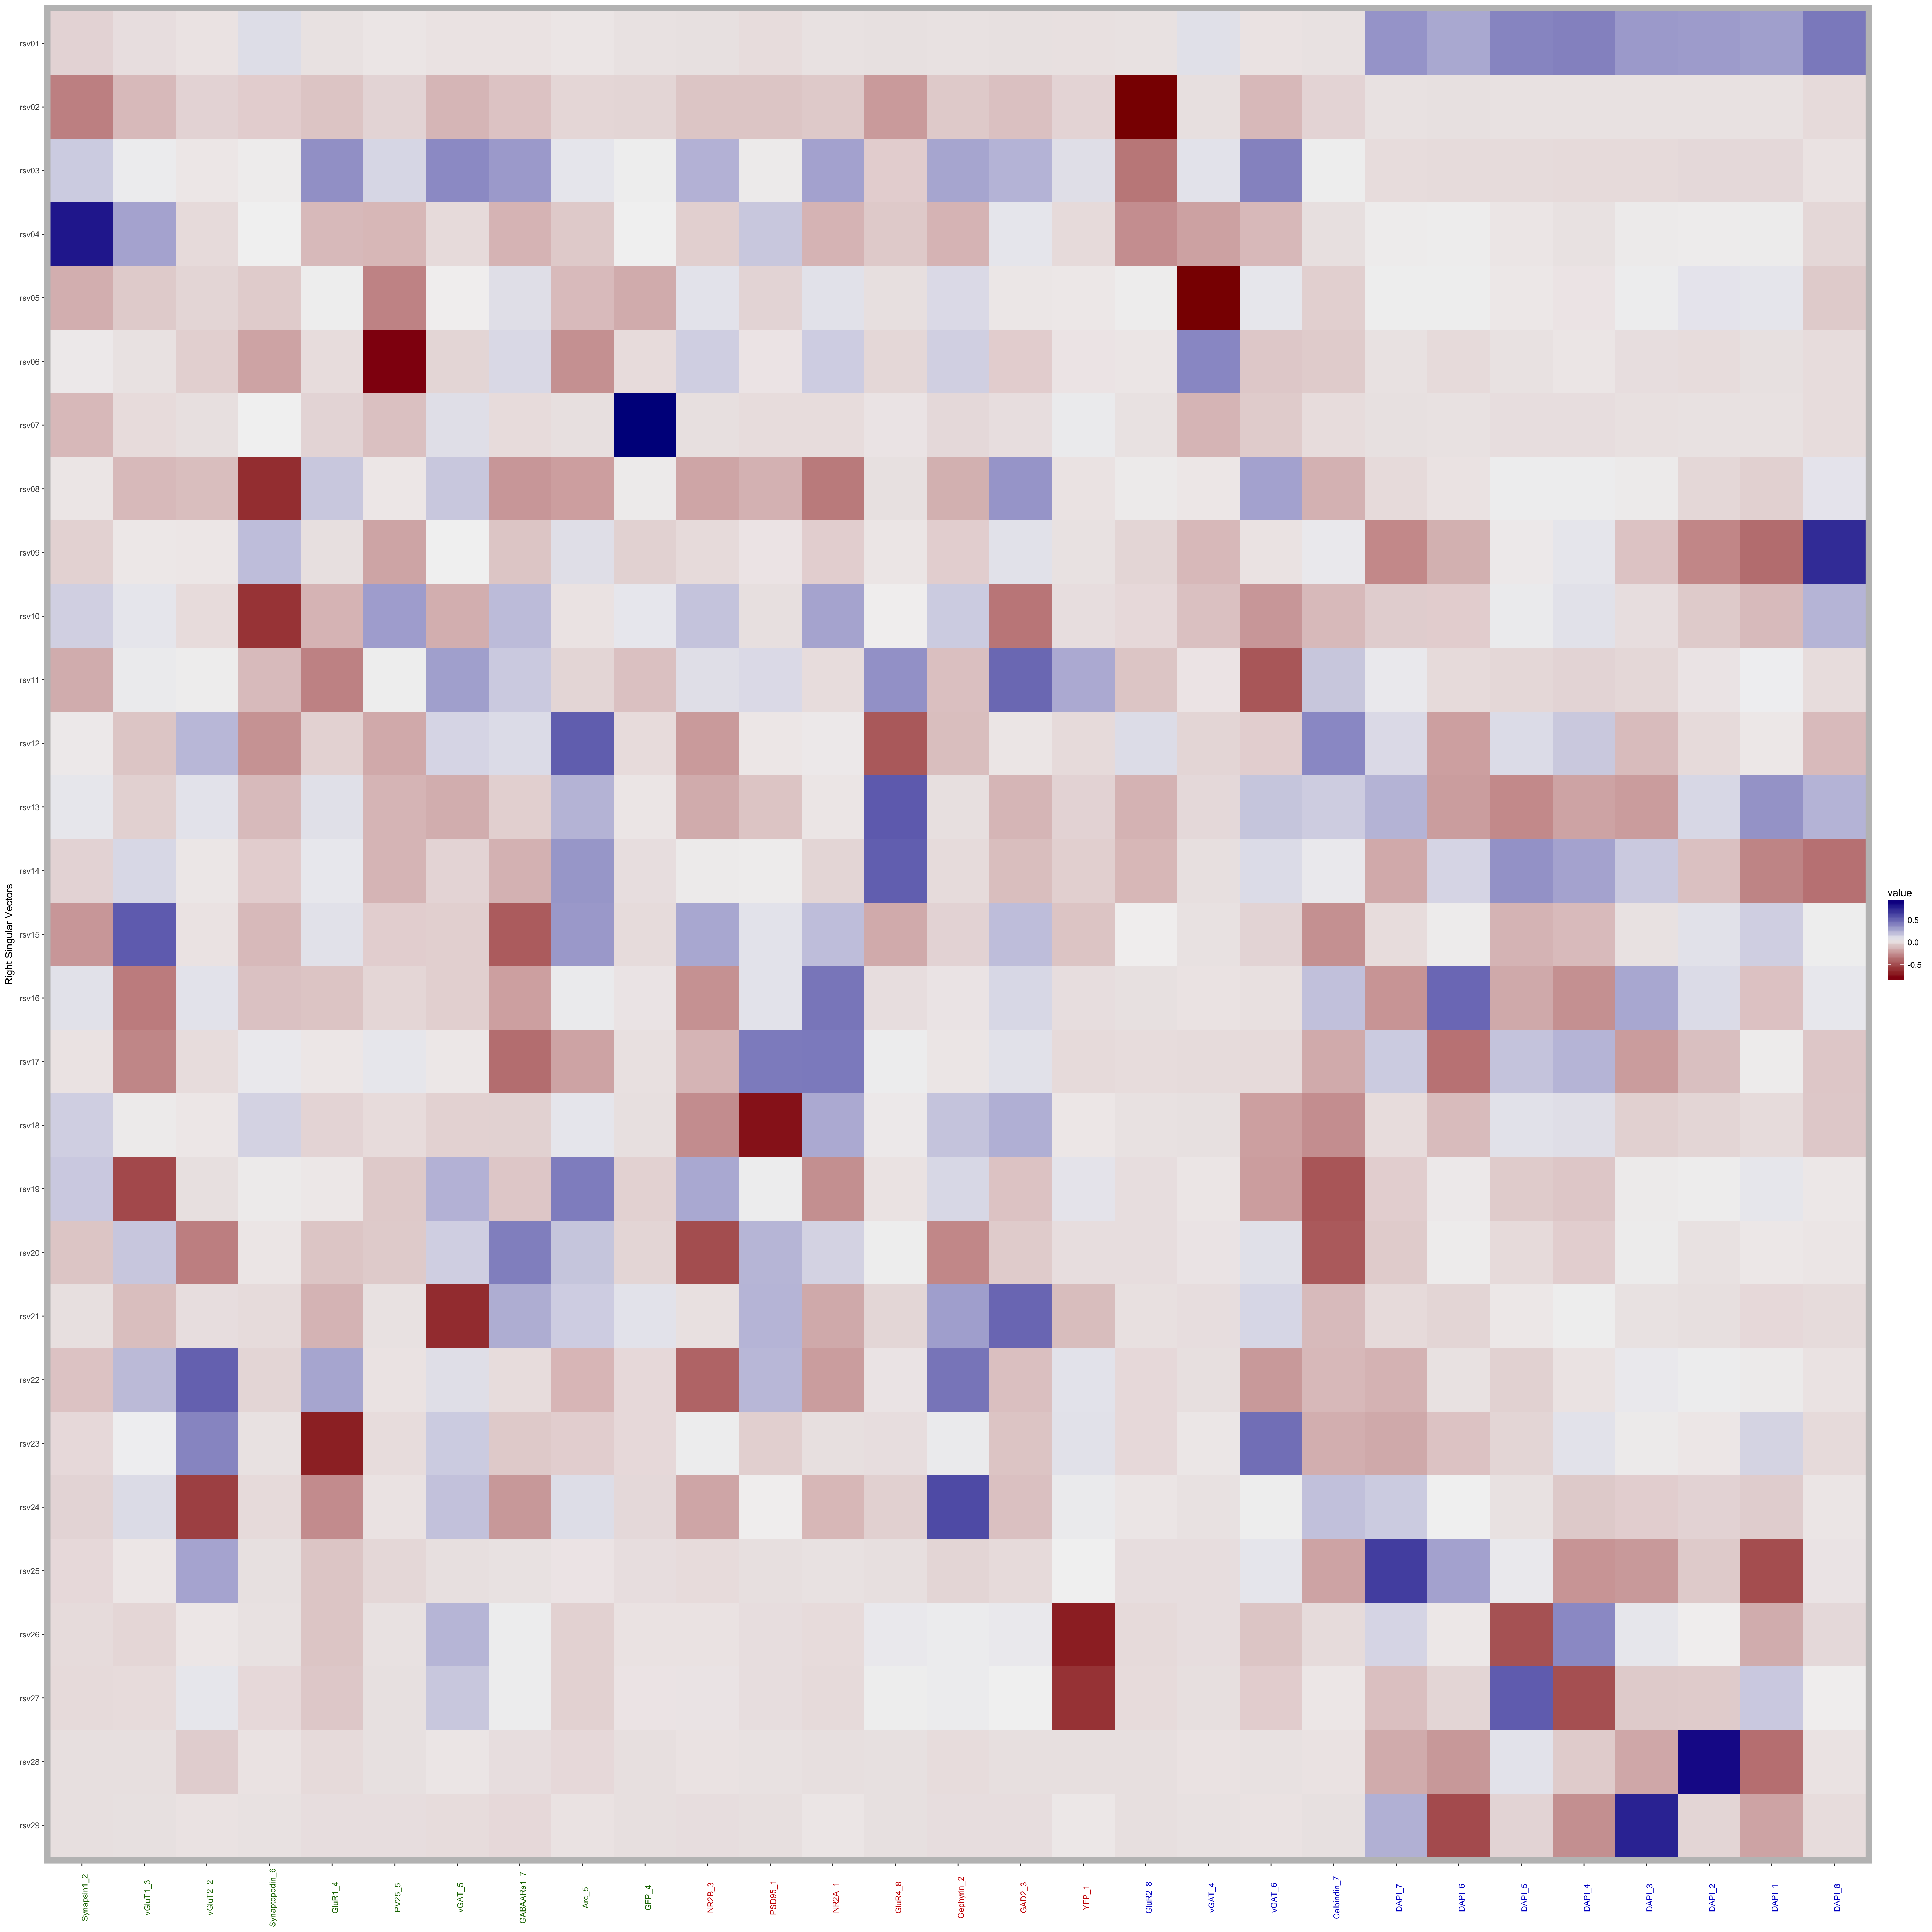 rsv01
rsv02
rsv03
rsv04
rsv05
rsv06
rsv07
rsv08
rsv09
rsv10
rsv11
rsv12
rsv13
rsv14
rsv15
rsv16
rsv17
rsv18
rsv19
rsv20
rsv21
rsv22
rsv23
rsv24
rsv25
rsv26
rsv27
rsv28
rsv29
Right Singular Vectors
value
0.5
0.0
-0.5
Synapsin1_2
vGluT1_3
vGluT2_2
Synaptopodin_6
GluR1_4
PV25_5
vGAT_5
GABAARa1_7
Arc_5
GFP_4
NR2B_3
PSD95_1
NR2A_1
GluR4_8
Gephyrin_2
GAD2_3
YFP_1
GluR2_8
vGAT_4
vGAT_6
Calbindin_7
DAPI_7
DAPI_6
DAPI_5
DAPI_4
DAPI_3
DAPI_2
DAPI_1
DAPI_8